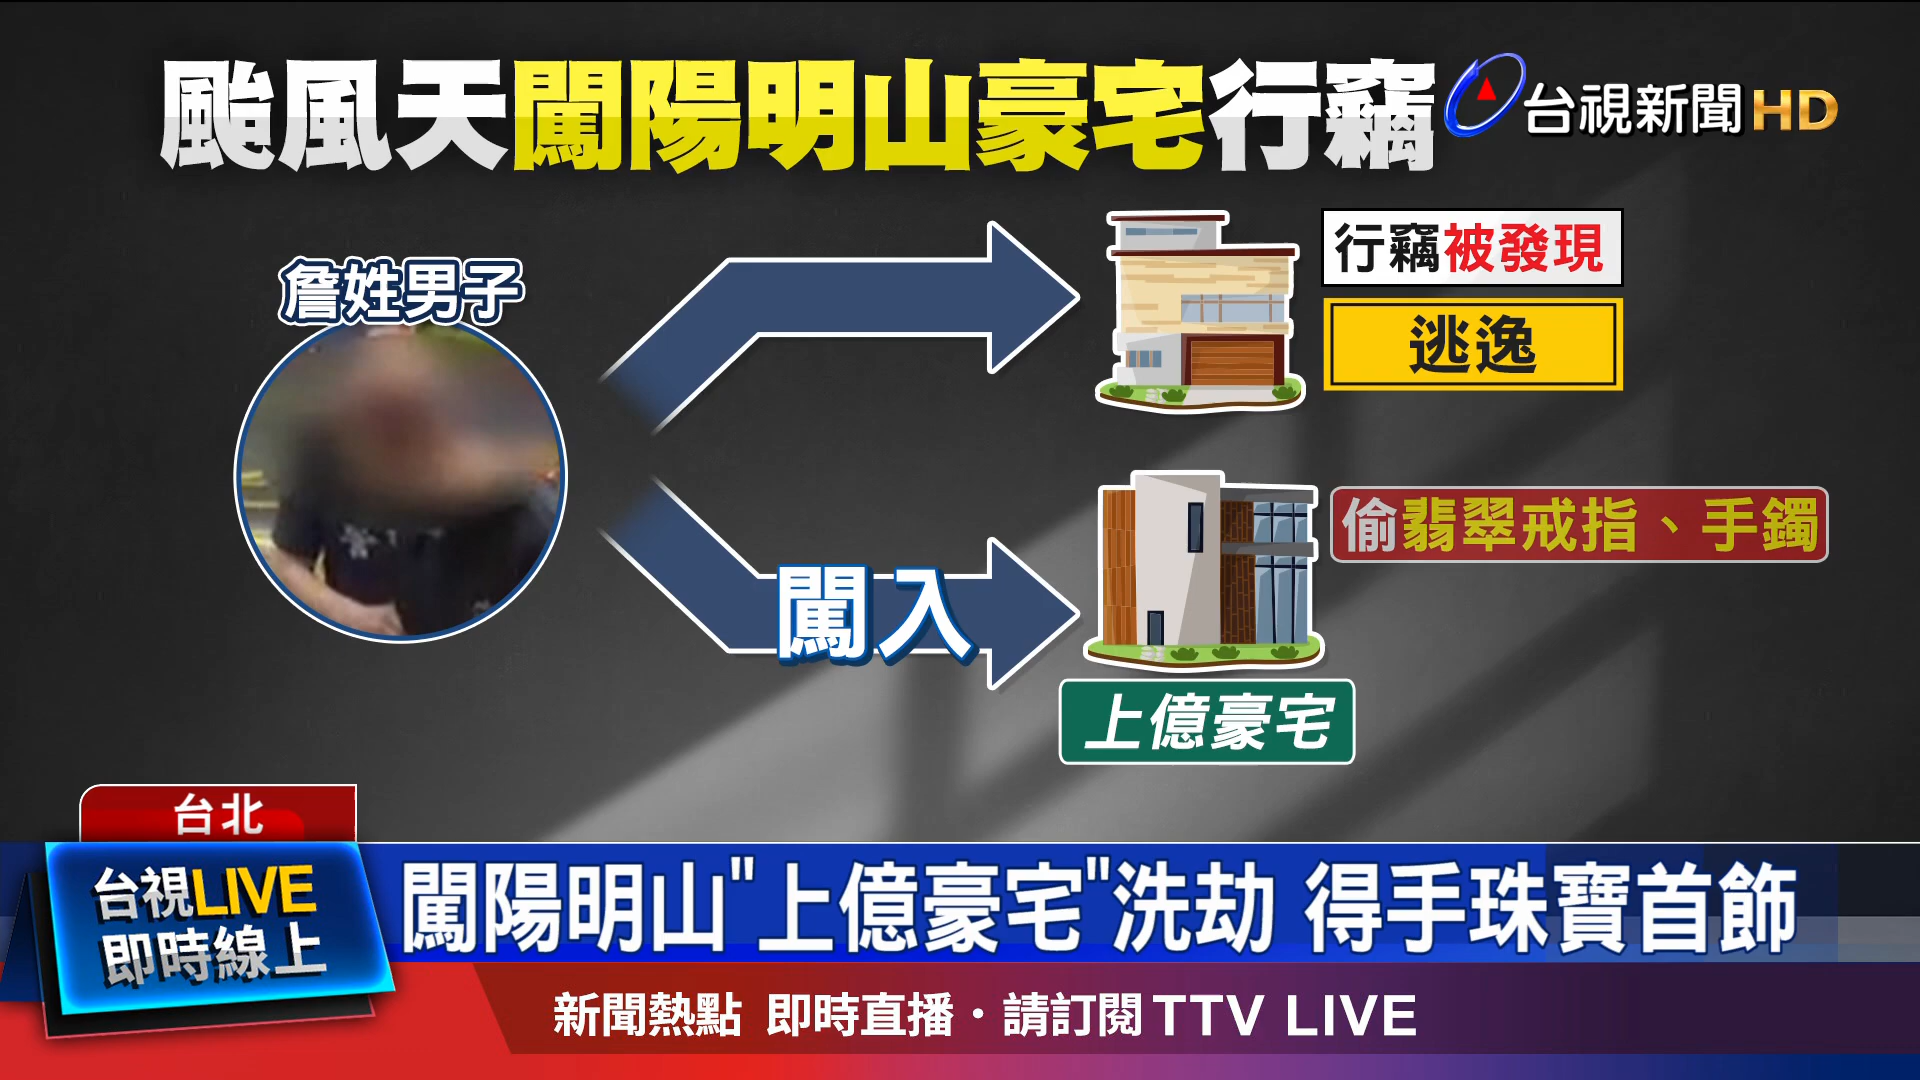 颱風天闖陽明山豪宅行竊
台視新聞HD
詹姓男子
行竊被發現
逃逸
偷翡翠戒指、手鐲
闖入
上億豪宅
台北
台視LIVE
即時線上
闖陽明山"上億豪宅"洗劫 得手珠寶首飾
新聞熱點 即時直播·請訂閱TTV LIVE